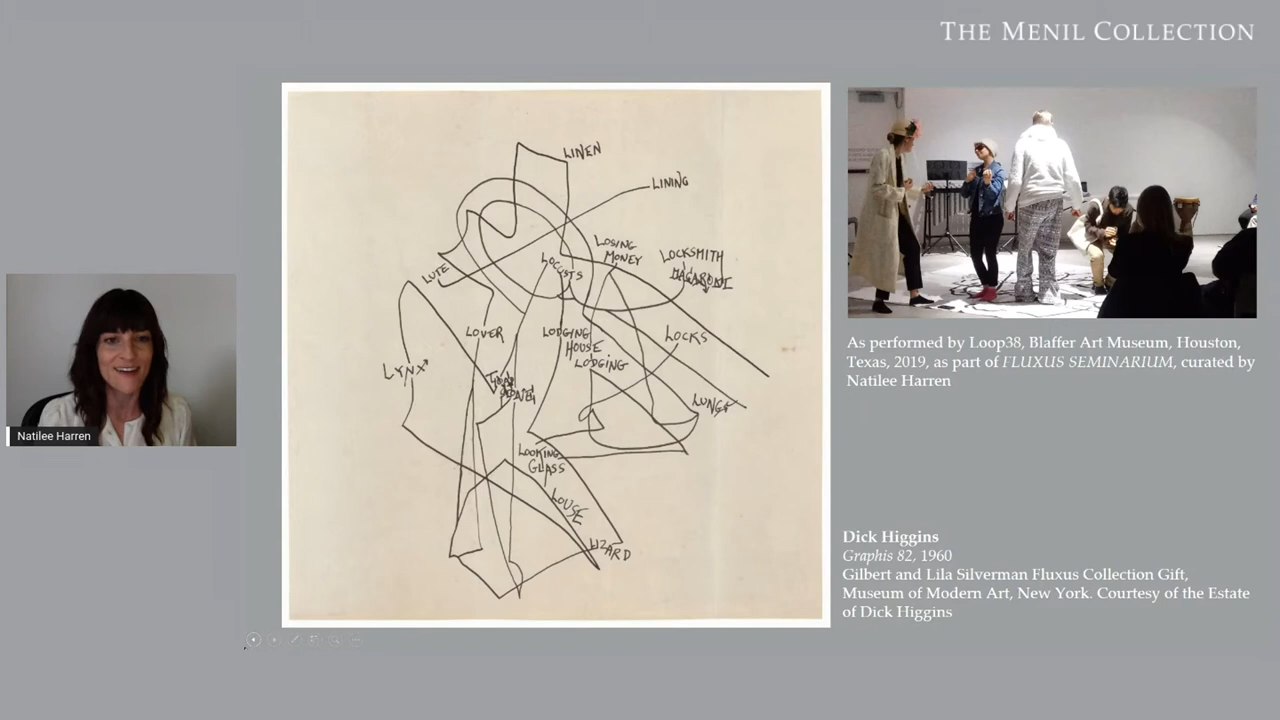 THE MENIL COLLECTION
LINEN
LINING
LOSING
MONEY
LOCKSMITH
LUTE
LOCUSTS
LOVER
LODGING
HOUSE
LODGING
LOCKS
LYNX
LUNGS
LOOKING
GLASS
LOUSE
LIZARD
Natilee Harren
As performed by Loop38, Blaffer Art Museum, Houston,
Texas, 2019, as part of FLUXUS SEMINARIUM, curated by
Natilee Harren
Dick Higgins
Graphis 82, 1960
Gilbert and Lila Silverman Fluxus Collection Gift,
Museum of Modern Art, New York. Courtesy of the Estate
of Dick Higgins